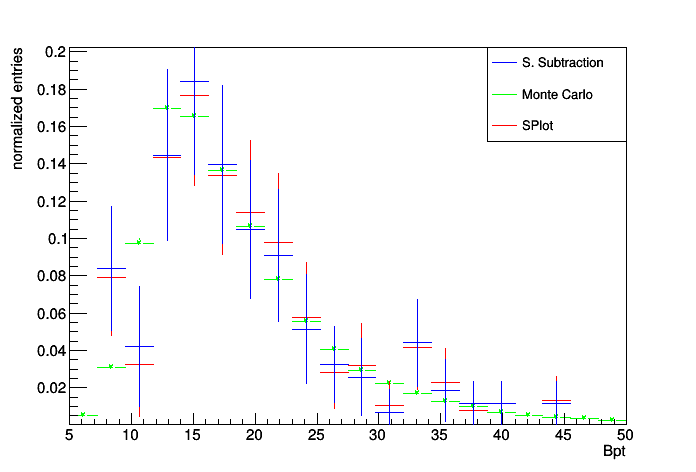 normalized entries
0.2
0.18
0.16
0.14
0.12
0.1
0.08
0.06
0.04
0.02
S. Subtraction
Monte Carlo
SPlot
5 10 15 20 25 30 35 40 45 50
Bpt